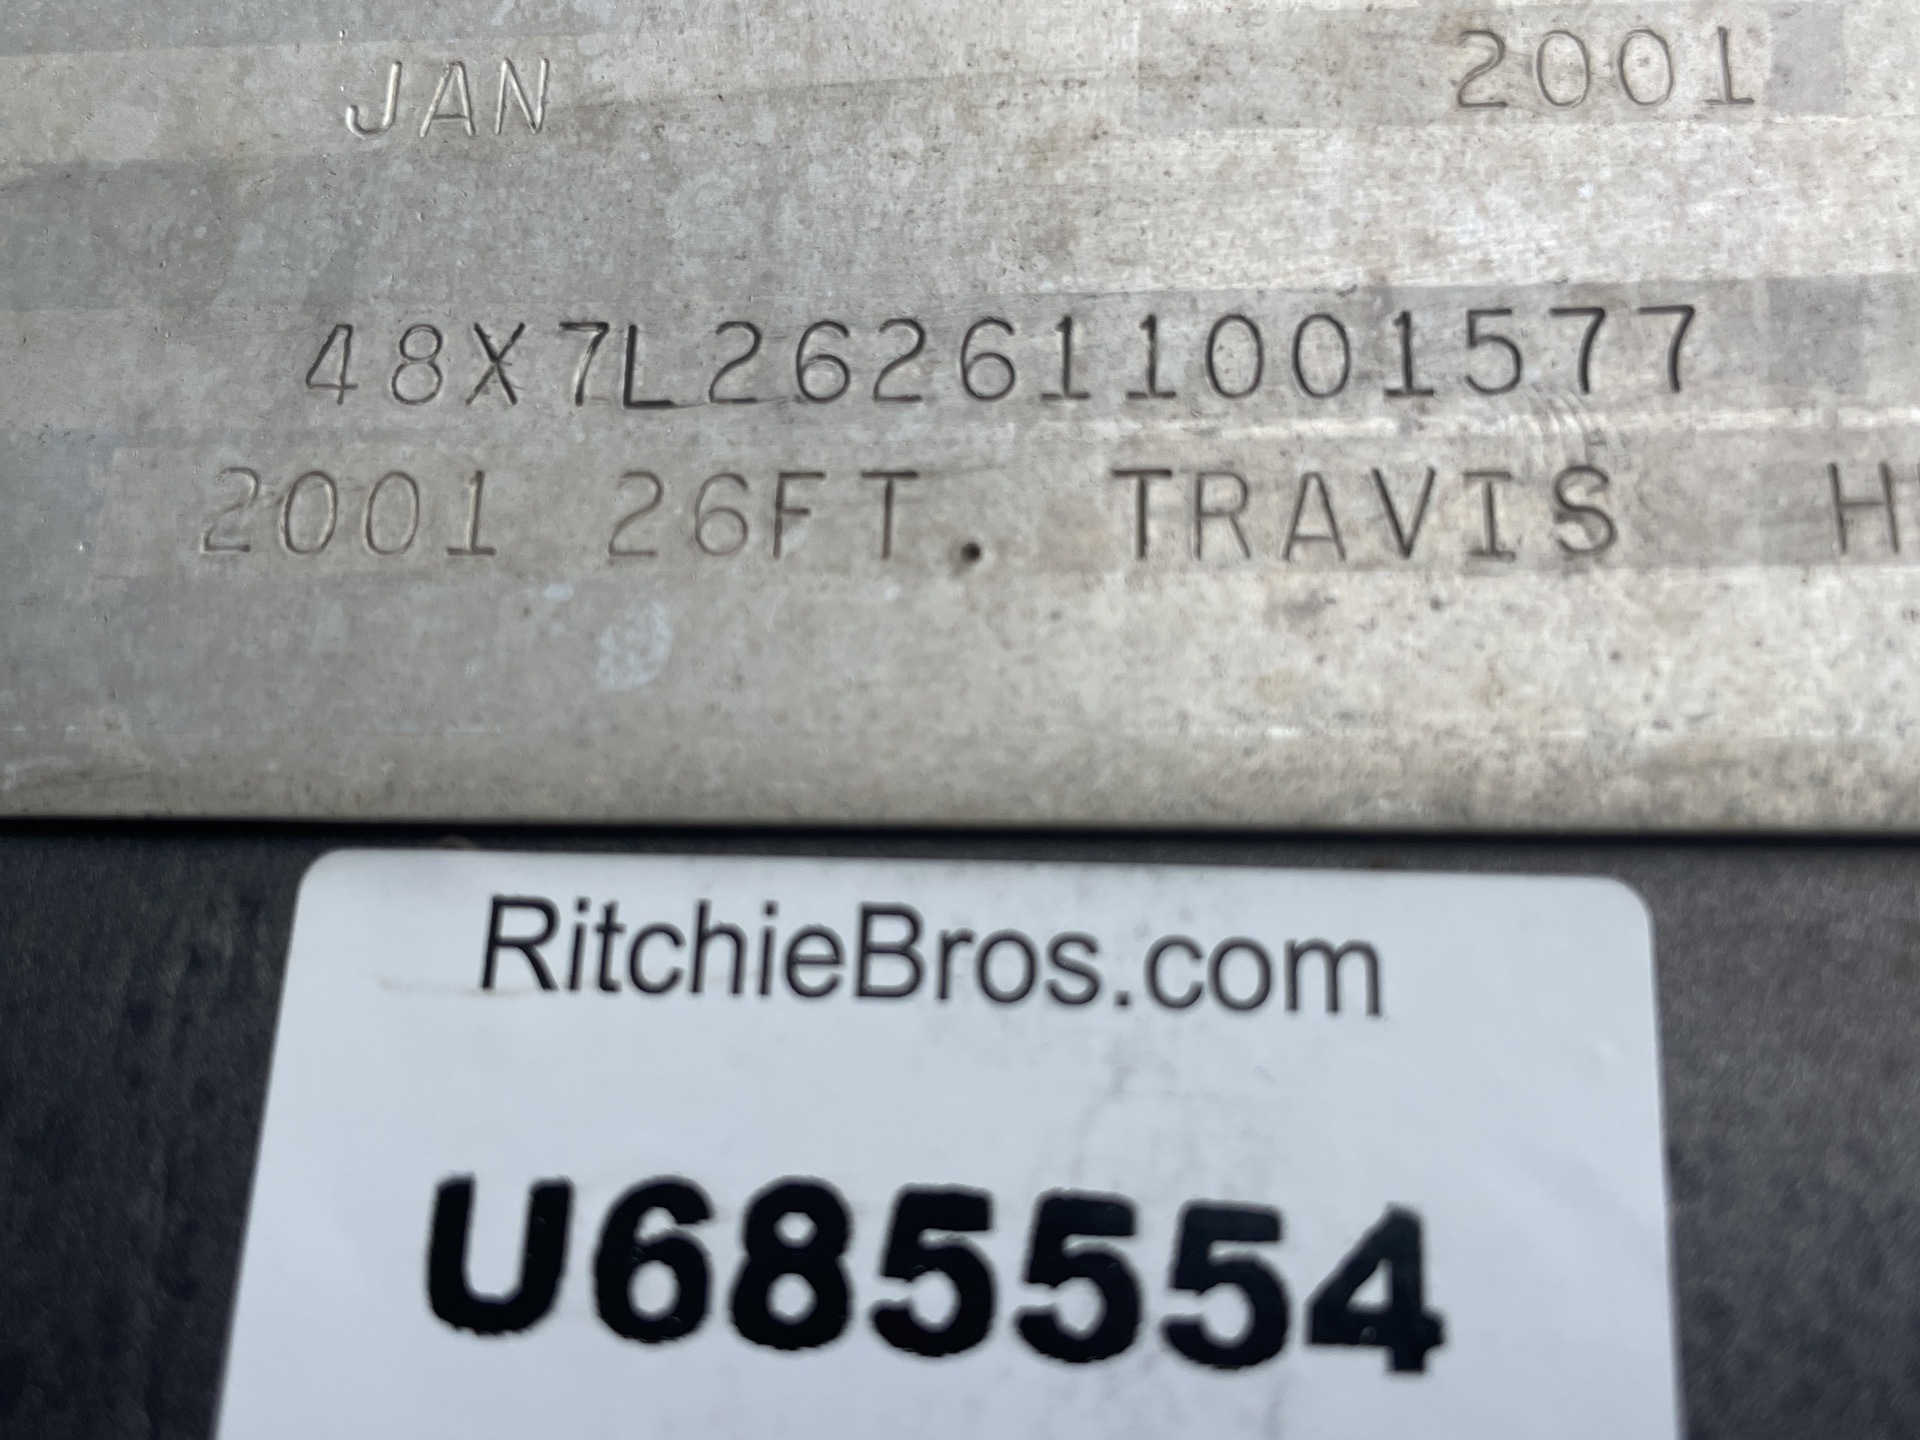 JAN 2001
48X7L262611001577
2001 26FT. TRAVIS H
RitchieBros.com
U685554